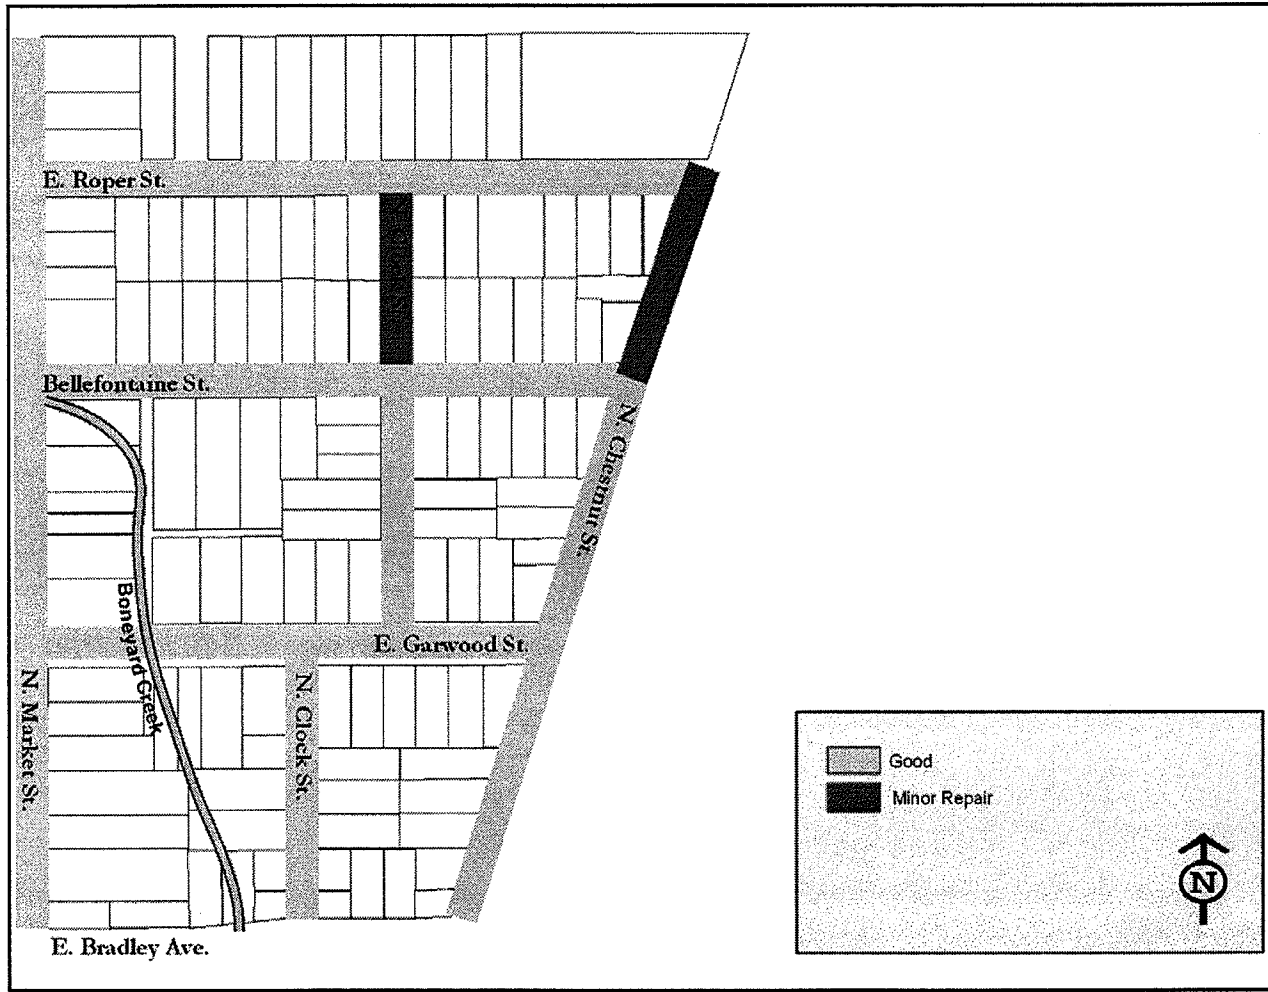 E. Roper St.
Bellefontaine St.
N. Chestnut St.
Boneyard Creek
E. Garwood St.
N. Market St.
N. Clock St.
E. Bradley Ave.
Good
Minor Repair
N